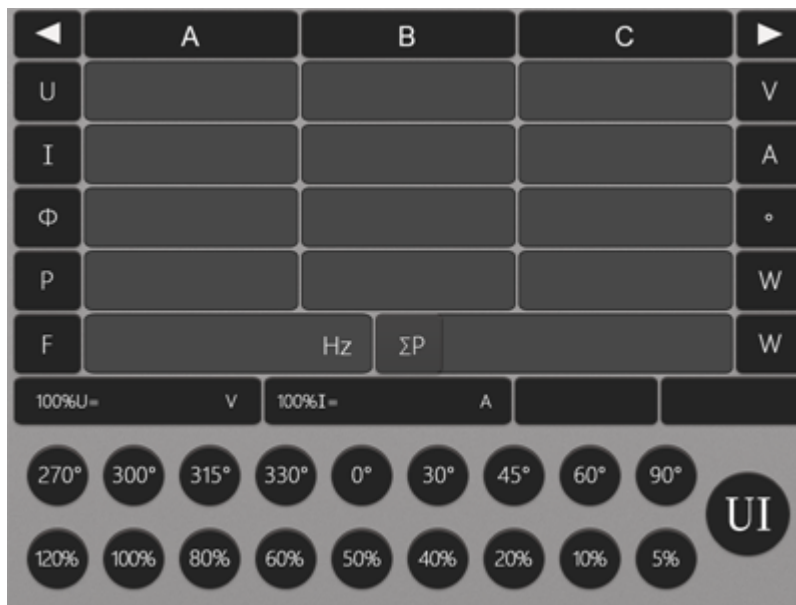 ◀ A B C ▶
U V
I A
Φ °
P W
F Hz ΣP W
100%U= V 100%I= A
270° 300° 315° 330° 0° 30° 45° 60° 90°
UI
120% 100% 80% 60% 50% 40% 20% 10% 5%